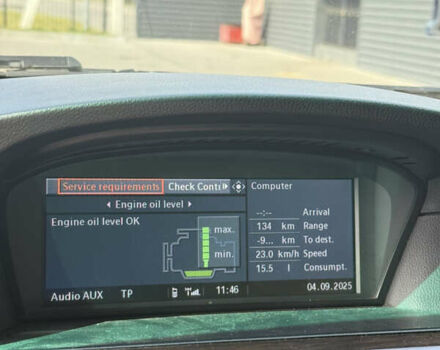 Service requirements Check Contr
Engine oil level
Engine oil level OK
max.
min.
Computer
--:-- Arrival
134 km Range
-9... km To dest.
23.0 km/h Speed
15.5 l Consumpt.
Audio AUX TP 11:46 04.09.2025